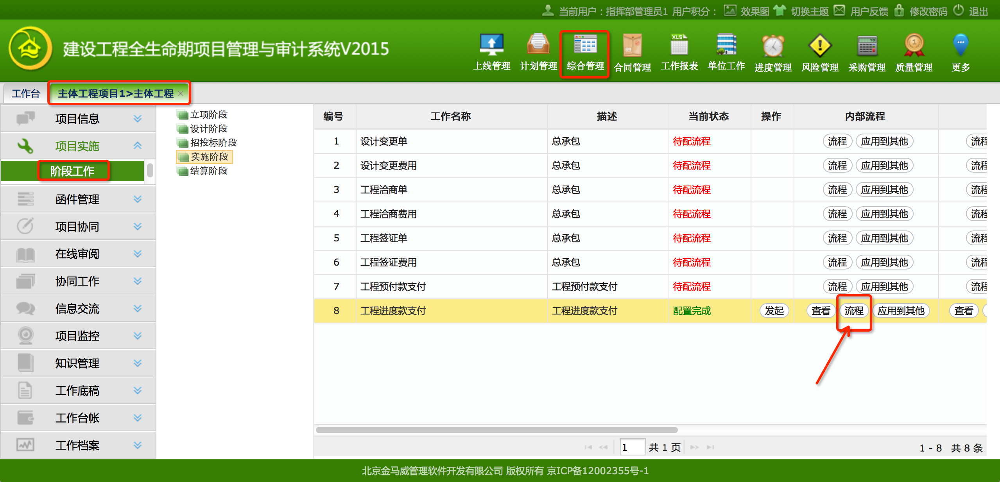 当前用户：指挥部管理员1 用户积分： 效果图 切换主题 用户反馈 修改密码 退出
建设工程全生命期项目管理与审计系统V2015
上线管理 计划管理 综合管理 合同管理 工作报表 单位工作 进度管理 风险管理 采购管理 质量管理 更多
XLS
工作台 主体工程项目1>主体工程 ×
项目信息
项目实施
阶段工作
函件管理
项目协同
在线审阅
协同工作
信息交流
项目监控
知识管理
工作底稿
工作台帐
工作档案
立项阶段
设计阶段
招投标阶段
实施阶段
结算阶段
编号 工作名称 描述 当前状态 操作 内部流程
1 设计变更单 总承包 待配流程 流程 应用到其他 流程
2 设计变更费用 总承包 待配流程 流程 应用到其他 流程
3 工程洽商单 总承包 待配流程 流程 应用到其他 流程
4 工程洽商费用 总承包 待配流程 流程 应用到其他 流程
5 工程签证单 总承包 待配流程 流程 应用到其他 流程
6 工程签证费用 总承包 待配流程 流程 应用到其他 流程
7 工程预付款支付 工程预付款支付 待配流程 流程 应用到其他 流程
8 工程进度款支付 工程进度款支付 配置完成 发起 查看 流程 应用到其他 查看
1 共 1 页 1 - 8 共 8 条
北京金马威管理软件开发有限公司 版权所有 京ICP备12002355号-1